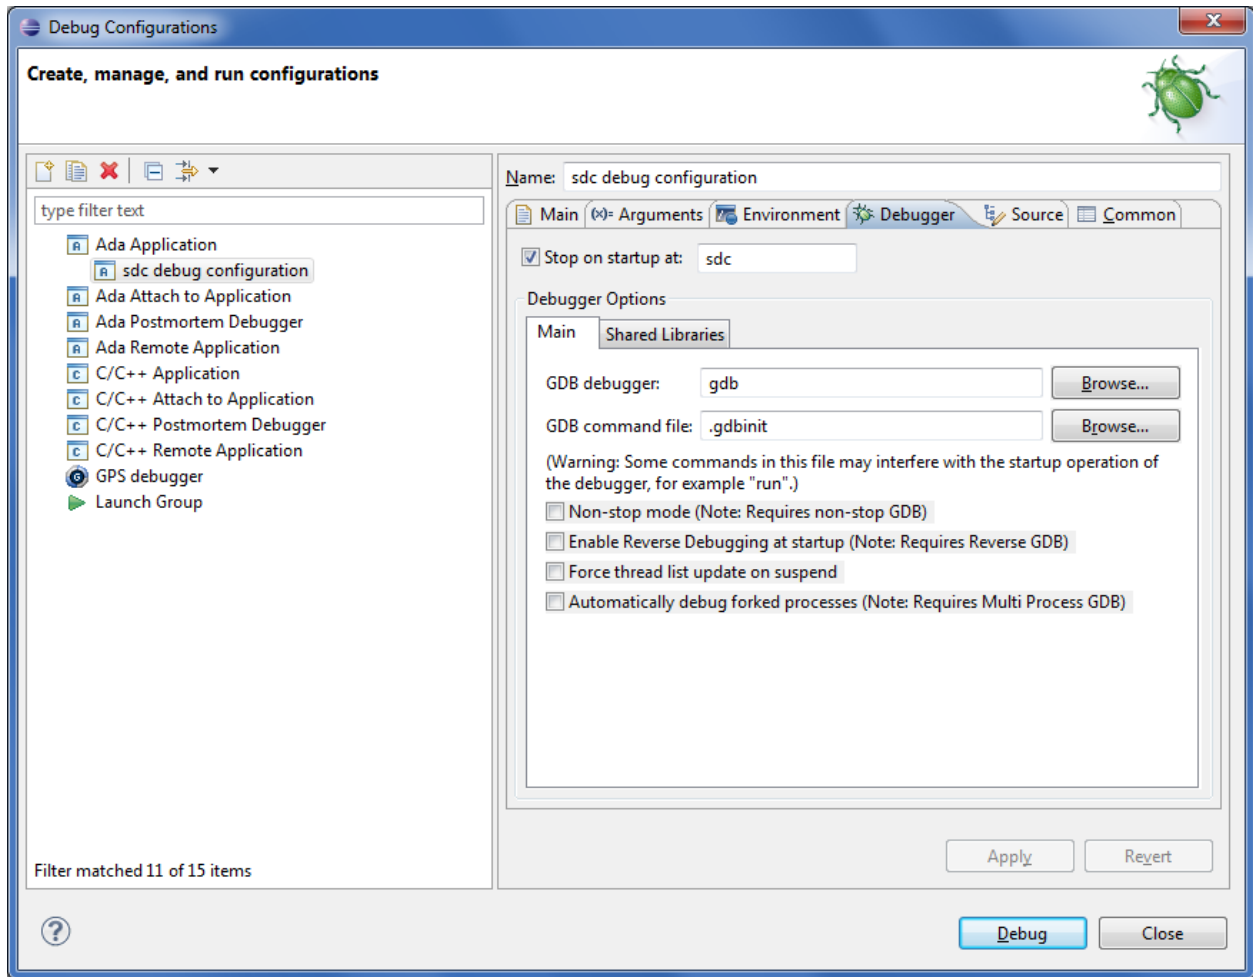 Debug Configurations
Create, manage, and run configurations
type filter text
Ada Application
sdc debug configuration
Ada Attach to Application
Ada Postmortem Debugger
Ada Remote Application
C/C++ Application
C/C++ Attach to Application
C/C++ Postmortem Debugger
C/C++ Remote Application
GPS debugger
Launch Group
Filter matched 11 of 15 items
Name: sdc debug configuration
Main (x)= Arguments Environment Debugger Source Common
Stop on startup at: sdc
Debugger Options
Main Shared Libraries
GDB debugger: gdb Browse...
GDB command file: .gdbinit Browse...
(Warning: Some commands in this file may interfere with the startup operation of
the debugger, for example "run".)
Non-stop mode (Note: Requires non-stop GDB)
Enable Reverse Debugging at startup (Note: Requires Reverse GDB)
Force thread list update on suspend
Automatically debug forked processes (Note: Requires Multi Process GDB)
Apply Revert
? Debug Close